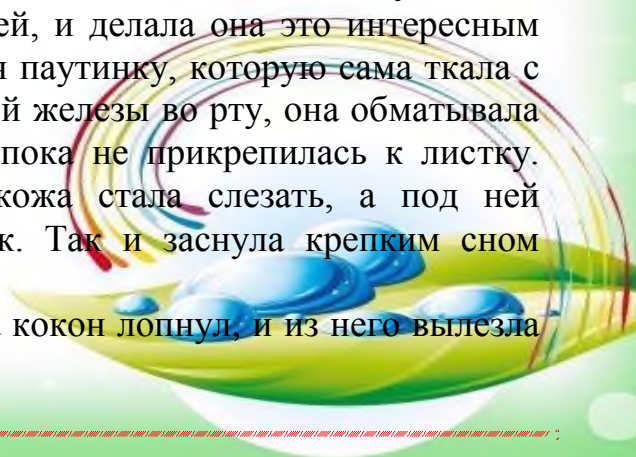 ей, и делала она это интересным
паутинку, которую сама ткала с
й железы во рту, она обматывала
пока не прикрепилась к листку.
кожа стала слезать, а под ней
к. Так и заснула крепким сном
кокон лопнул, и из него вылезла